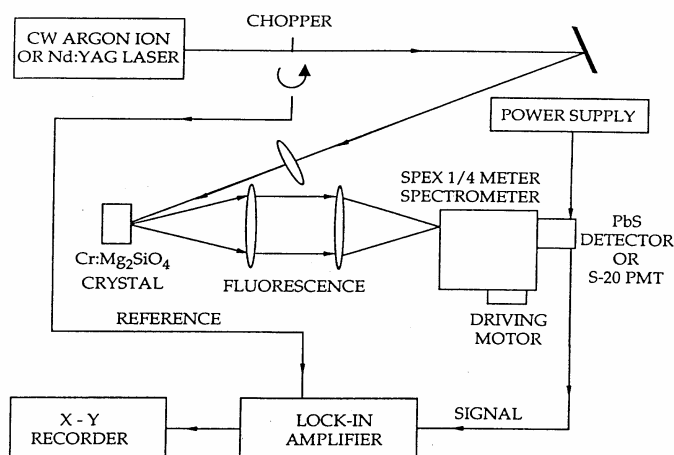 CHOPPER
CW ARGON ION
OR Nd:YAG LASER
POWER SUPPLY
SPEX 1/4 METER
SPECTROMETER
PbS
DETECTOR
OR
S-20 PMT
Cr:Mg₂SiO₄
CRYSTAL
FLUORESCENCE
DRIVING
MOTOR
REFERENCE
SIGNAL
X - Y
RECORDER
LOCK-IN
AMPLIFIER